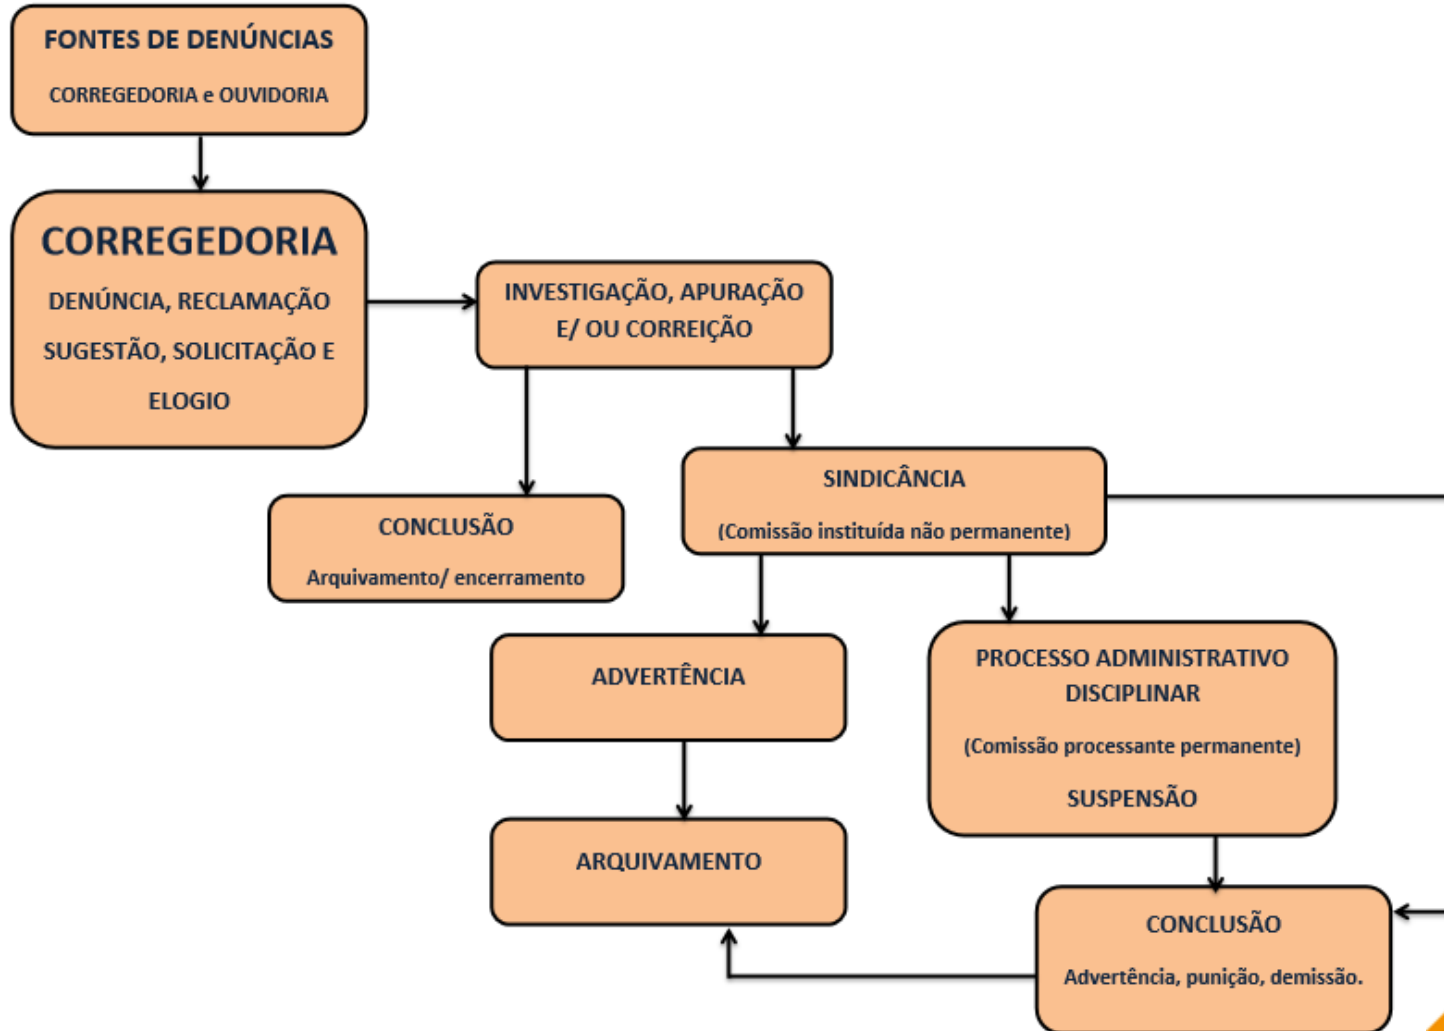 FONTES DE DENÚNCIAS
CORREGEDORIA e OUVIDORIA
CORREGEDORIA
DENÚNCIA, RECLAMAÇÃO
SUGESTÃO, SOLICITAÇÃO E
ELOGIO
INVESTIGAÇÃO, APURAÇÃO
E/ OU CORREIÇÃO
CONCLUSÃO
Arquivamento/ encerramento
SINDICÂNCIA
(Comissão instituída não permanente)
ADVERTÊNCIA
ARQUIVAMENTO
PROCESSO ADMINISTRATIVO
DISCIPLINAR
(Comissão processante permanente)
SUSPENSÃO
CONCLUSÃO
Advertência, punição, demissão.